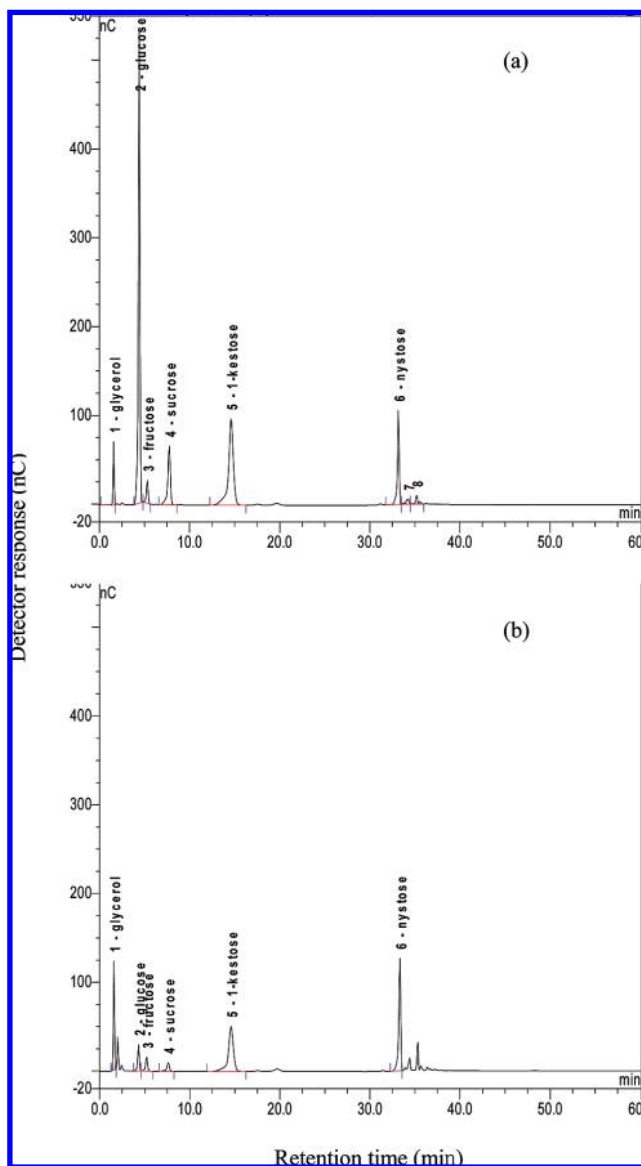 nC
(a)
400
300
200
100
-20
1 - glycerol
2 - glucose
3 - fructose
4 - sucrose
5 - 1-kestose
6 - nystose
7
8
min
0.0 10.0 20.0 30.0 40.0 50.0 60
Detector response (nC)
nC
(b)
400
300
200
100
-20
1 - glycerol
2 - glucose
3 - fructose
4 - sucrose
5 - 1-kestose
6 - nystose
min
0.0 10.0 20.0 30.0 40.0 50.0 60
Retention time (min)